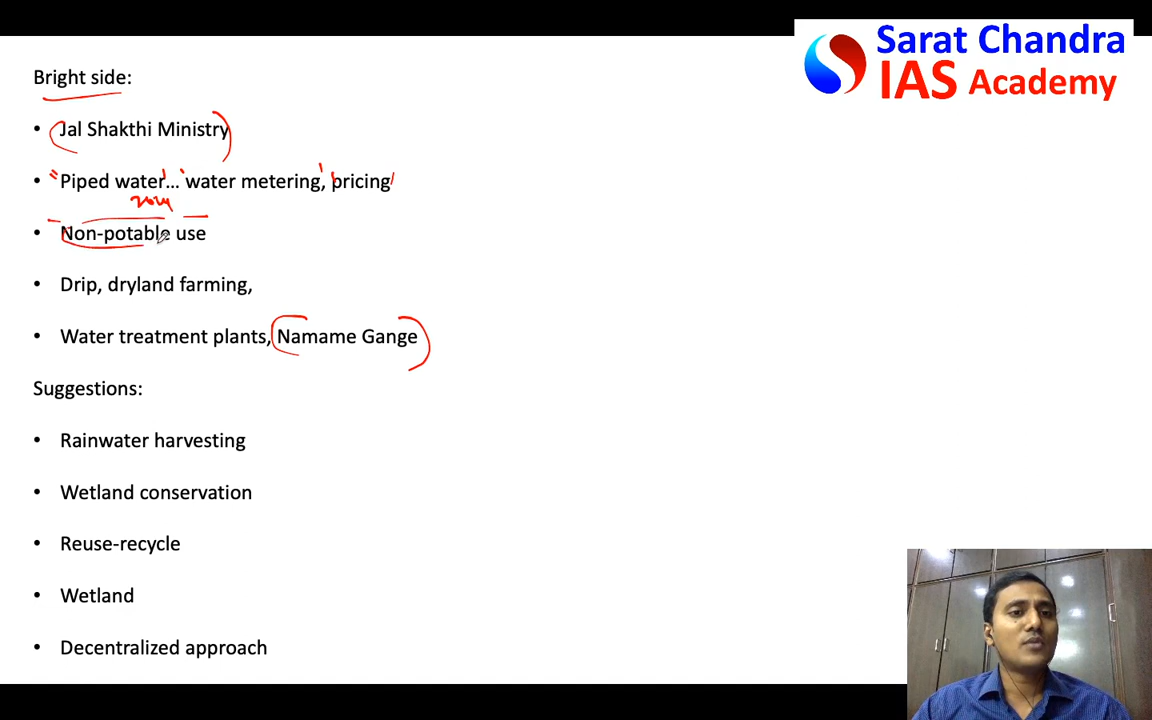 Sarat Chandra
IAS Academy
Bright side:
• Jal Shakthi Ministry
• Piped water... water metering, pricing
2024
• Non-potable use
• Drip, dryland farming,
• Water treatment plants, Namame Gange
Suggestions:
• Rainwater harvesting
• Wetland conservation
• Reuse-recycle
• Wetland
• Decentralized approach